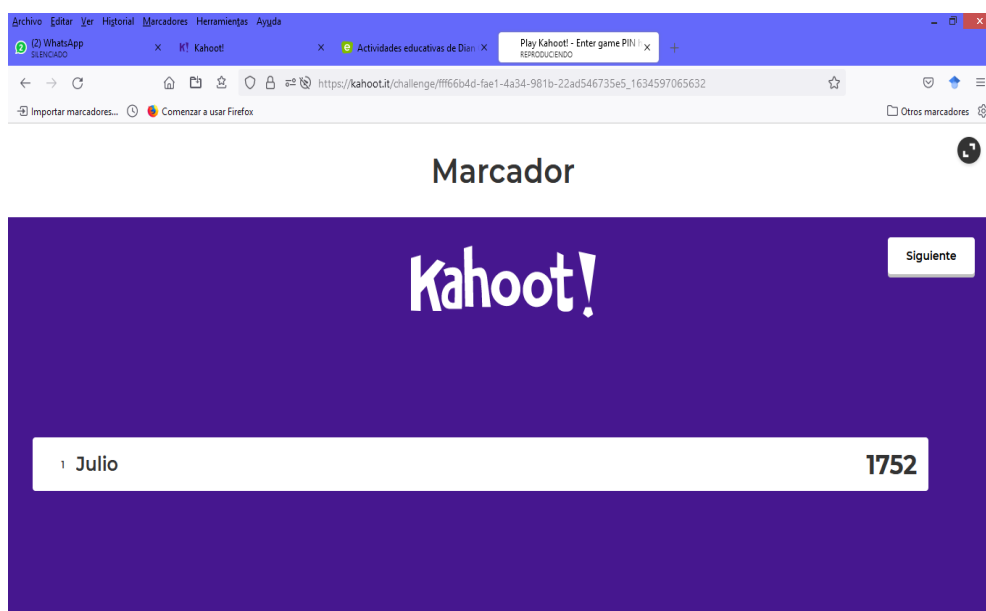 Archivo Editar Ver Historial Marcadores Herramientas Ayuda
(2) WhatsApp
SILENCIADO
K! Kahoot!
Actividades educativas de Dian
Play Kahoot! - Enter game PIN
REPRODUCIENDO
https://kahoot.it/challenge/fff66b4d-fae1-4a34-981b-22ad546735e5_1634597065632
Importar marcadores... Comenzar a usar Firefox Otros marcadores
Marcador
Siguiente
Kahoot!
1 Julio 1752